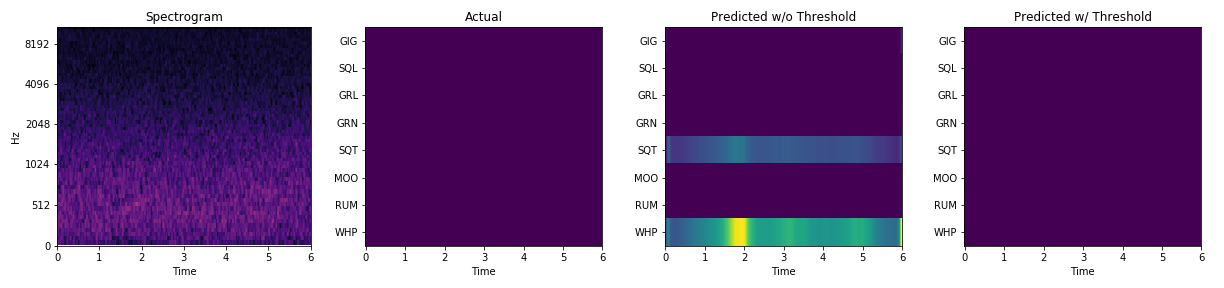 Spectrogram
Hz
8192
4096
2048
1024
512
0
0 1 2 3 4 5 6
Time
Actual
GIG
SQL
GRL
GRN
SQT
MOO
RUM
WHP
0 1 2 3 4 5 6
Time
Predicted w/o Threshold
GIG
SQL
GRL
GRN
SQT
MOO
RUM
WHP
0 1 2 3 4 5 6
Time
Predicted w/ Threshold
GIG
SQL
GRL
GRN
SQT
MOO
RUM
WHP
0 1 2 3 4 5 6
Time